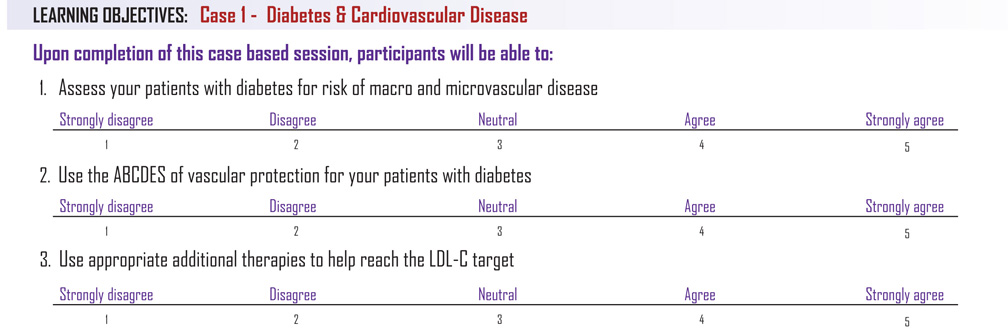 LEARNING OBJECTIVES: Case 1 - Diabetes & Cardiovascular Disease
Upon completion of this case based session, participants will be able to:
1. Assess your patients with diabetes for risk of macro and microvascular disease
Strongly disagree Disagree Neutral Agree Strongly agree
1 2 3 4 5
2. Use the ABCDES of vascular protection for your patients with diabetes
Strongly disagree Disagree Neutral Agree Strongly agree
1 2 3 4 5
3. Use appropriate additional therapies to help reach the LDL-C target
Strongly disagree Disagree Neutral Agree Strongly agree
1 2 3 4 5